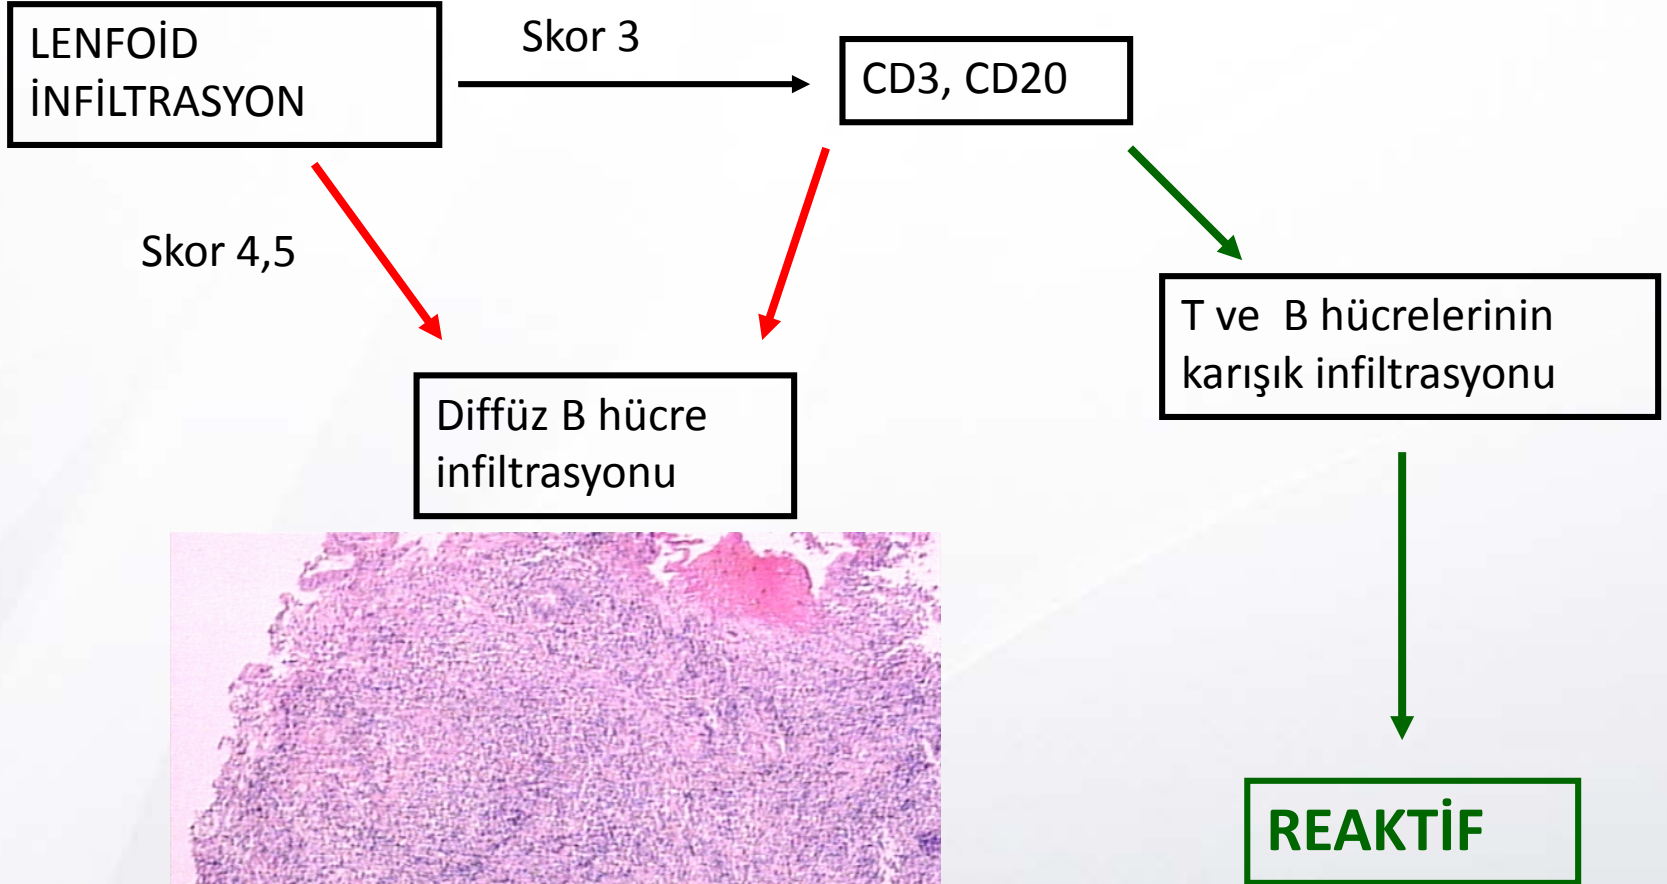 LENFOİD
İNFİLTRASYON
Skor 3
CD3, CD20
Skor 4,5
T ve  B hücrelerinin
karışık infiltrasyonu
Diffüz B hücre
infiltrasyonu
REAKTİF